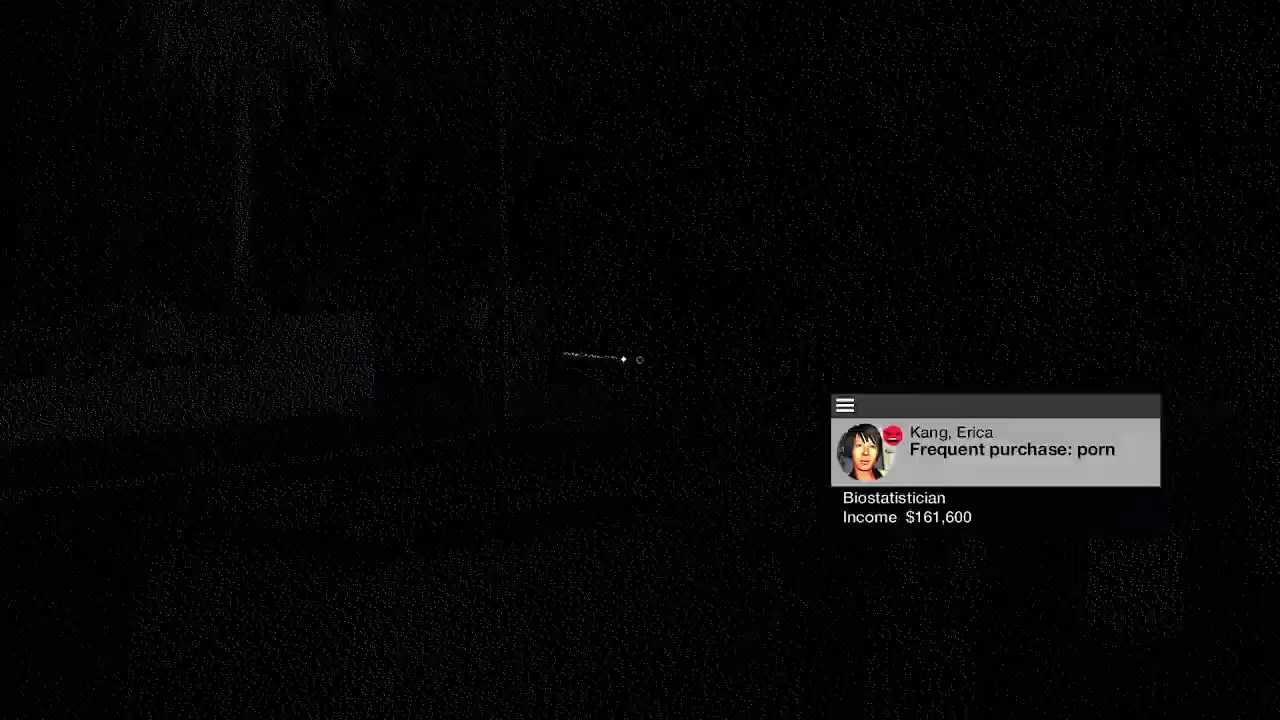 Kang, Erica
Frequent purchase: porn
Biostatistician
Income $161,600